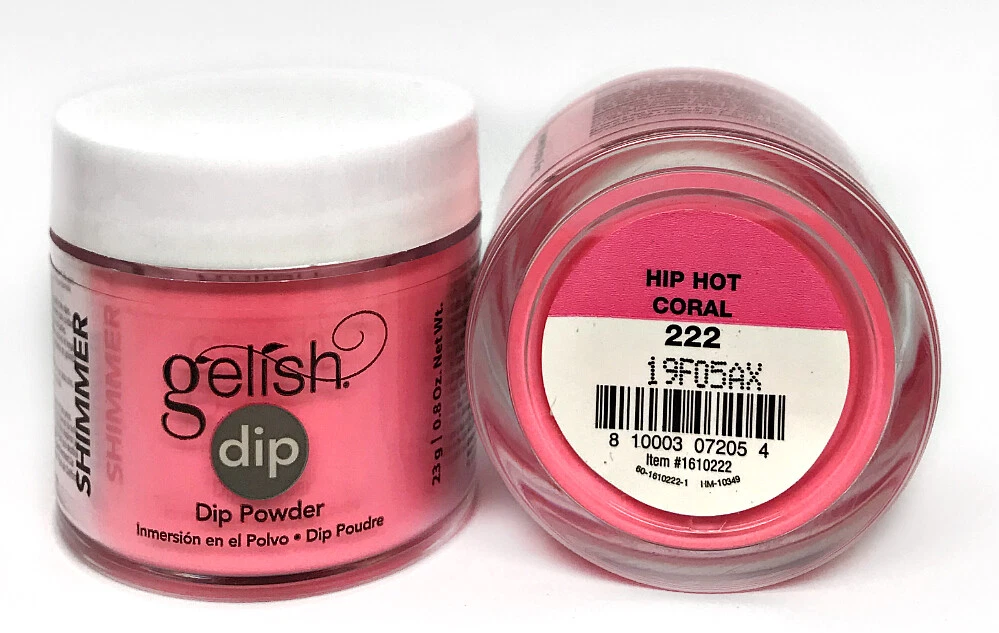 SHIMMER
gelish®
dip
Dip Powder
Inmersión en el Polvo • Dip Poudre
23 g | 0.8 Oz. Net Wt.
HIP HOT
CORAL
222
19F05AX
8 10003 07205 4
Item #1610222
60-1610222-1 HM-10349